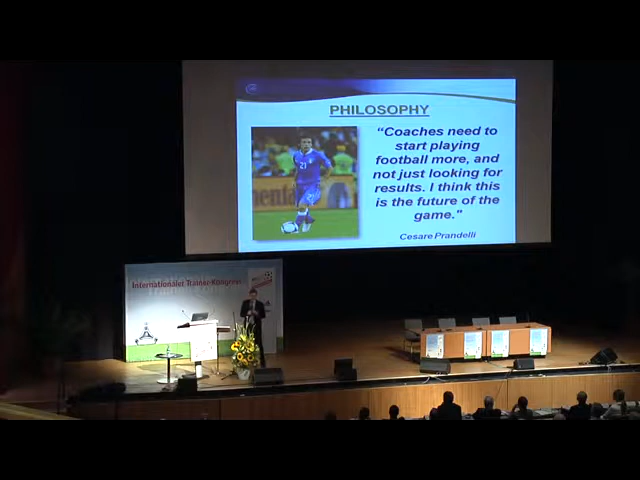 PHILOSOPHY
“Coaches need to
start playing
football more, and
not just looking for
results. I think this
is the future of the
game.”
Cesare Prandelli
21
Internationaler Trainer-Kongress